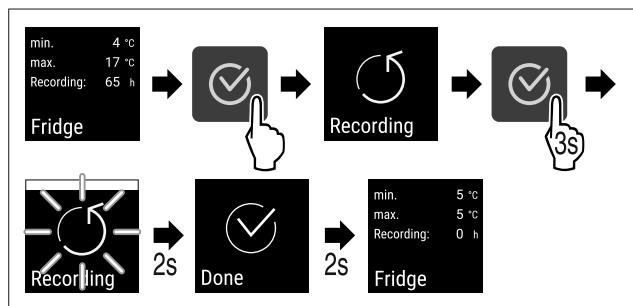 min. 4 °C
max. 17 °C
Recording: 65 h
Fridge
Recording
3s
Recording
2s
Done
2s
min. 5 °C
max. 5 °C
Recording: 0 h
Fridge